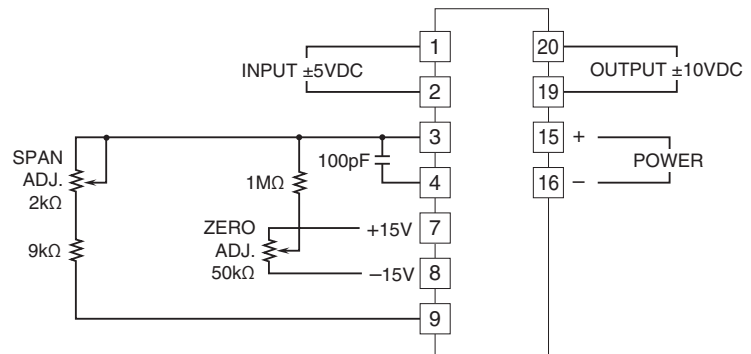 1
20
INPUT ±5VDC
OUTPUT ±10VDC
2
19
3
15 +
SPAN
ADJ.
2kΩ
100pF
POWER
1MΩ
4
16 –
ZERO
ADJ.
50kΩ
+15V
7
9kΩ
–15V
8
9